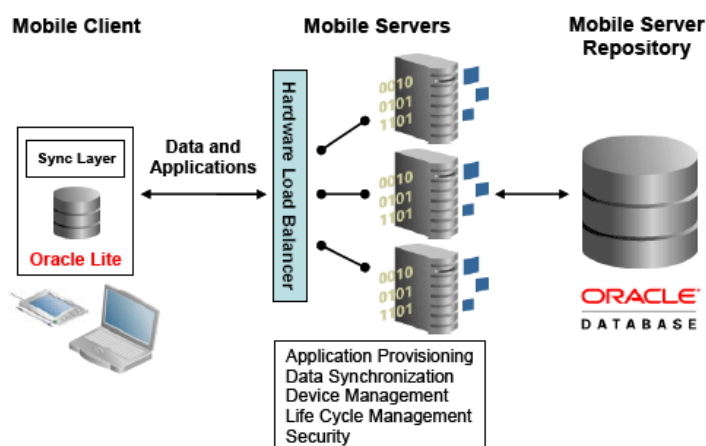 Mobile Client
Mobile Servers
Mobile Server
Repository
Sync Layer
Oracle Lite
Data and
Applications
Hardware Load Balancer
0010
0101
1101
0010
0101
1101
0010
0101
1101
ORACLE
DATABASE
Application Provisioning
Data Synchronization
Device Management
Life Cycle Management
Security